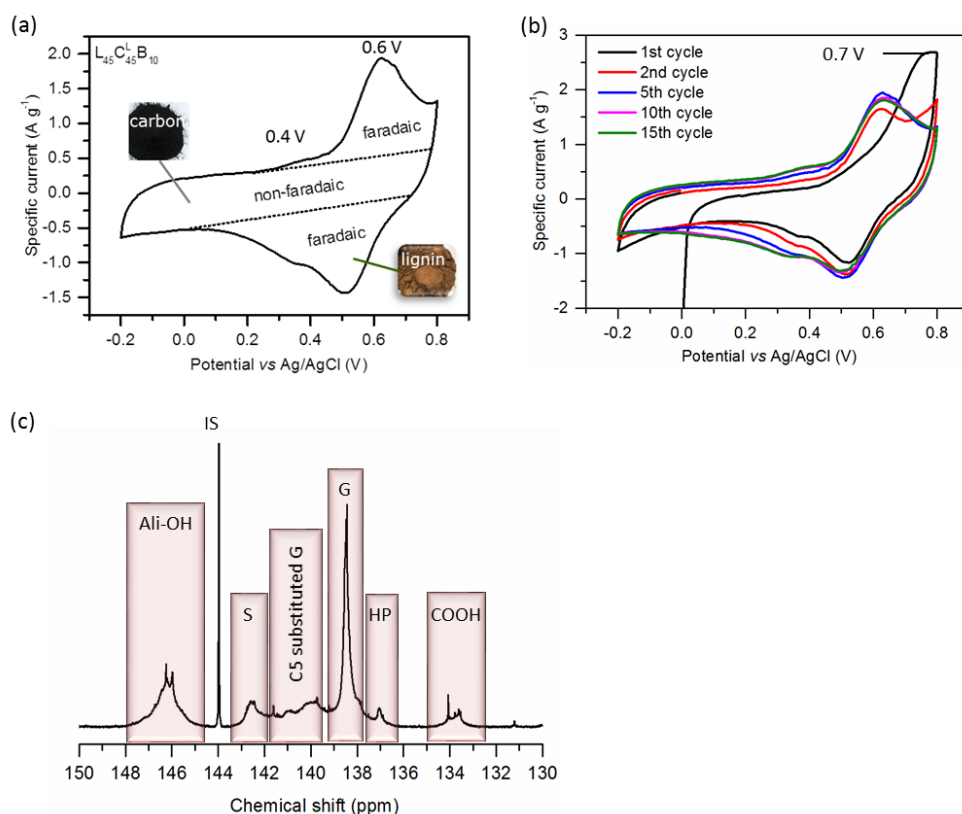 (a)
L₄₅Cᴸ₄₅B₁₀
0.6 V
0.4 V
carbon
faradaic
non-faradaic
faradaic
lignin
Specific current (A g⁻¹)
2.0
1.5
1.0
0.5
0.0
-0.5
-1.0
-1.5
-0.2 0.0 0.2 0.4 0.6 0.8
Potential vs Ag/AgCl (V)
(b)
1st cycle
2nd cycle
5th cycle
10th cycle
15th cycle
0.7 V
Specific current (A g⁻¹)
3
2
1
0
-1
-2
-0.2 0.0 0.2 0.4 0.6 0.8
Potential vs Ag/AgCl (V)
(c)
IS
Ali-OH
S
C5 substituted G
G
HP
COOH
150 148 146 144 142 140 138 136 134 132 130
Chemical shift (ppm)